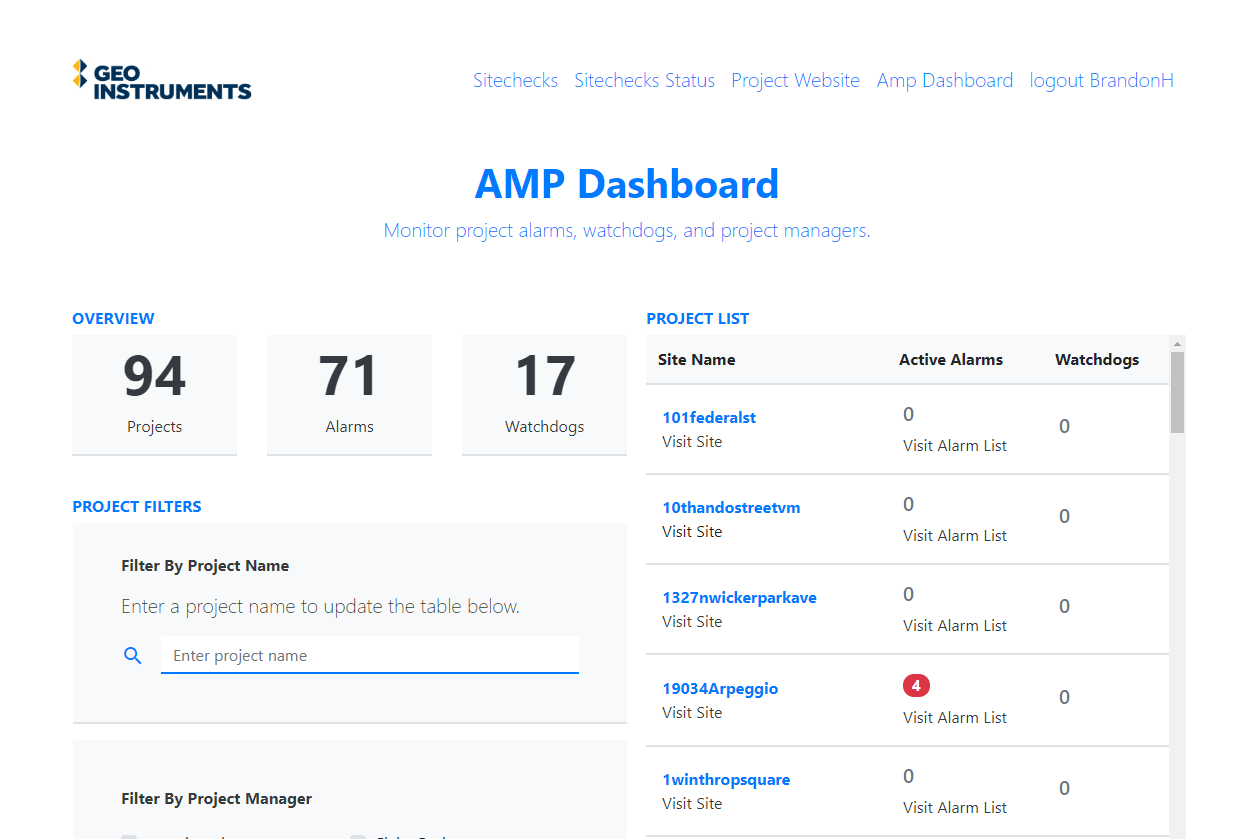 GEO
INSTRUMENTS
Sitechecks Sitechecks Status Project Website Amp Dashboard logout BrandonH
AMP Dashboard
Monitor project alarms, watchdogs, and project managers.
OVERVIEW
94
Projects
71
Alarms
17
Watchdogs
PROJECT FILTERS
Filter By Project Name
Enter a project name to update the table below.
Enter project name
Filter By Project Manager
PROJECT LIST
Site Name Active Alarms Watchdogs
101federalst
Visit Site
0
Visit Alarm List
0
10thandostreetvm
Visit Site
0
Visit Alarm List
0
1327nwickerparkave
Visit Site
0
Visit Alarm List
0
19034Arpeggio
Visit Site
4
Visit Alarm List
0
1winthropsquare
Visit Site
0
Visit Alarm List
0